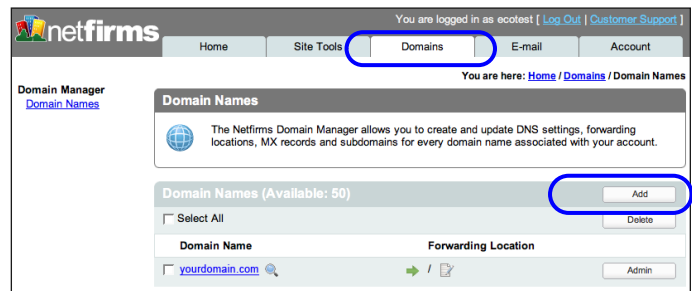 netfirms
You are logged in as ecotest [ Log Out | Customer Support ]
Home Site Tools Domains E-mail Account
You are here: Home / Domains / Domain Names
Domain Manager
Domain Names
Domain Names
The Netfirms Domain Manager allows you to create and update DNS settings, forwarding
locations, MX records and subdomains for every domain name associated with your account.
Domain Names (Available: 50) Add
Select All Delete
Domain Name Forwarding Location
yourdomain.com / Admin